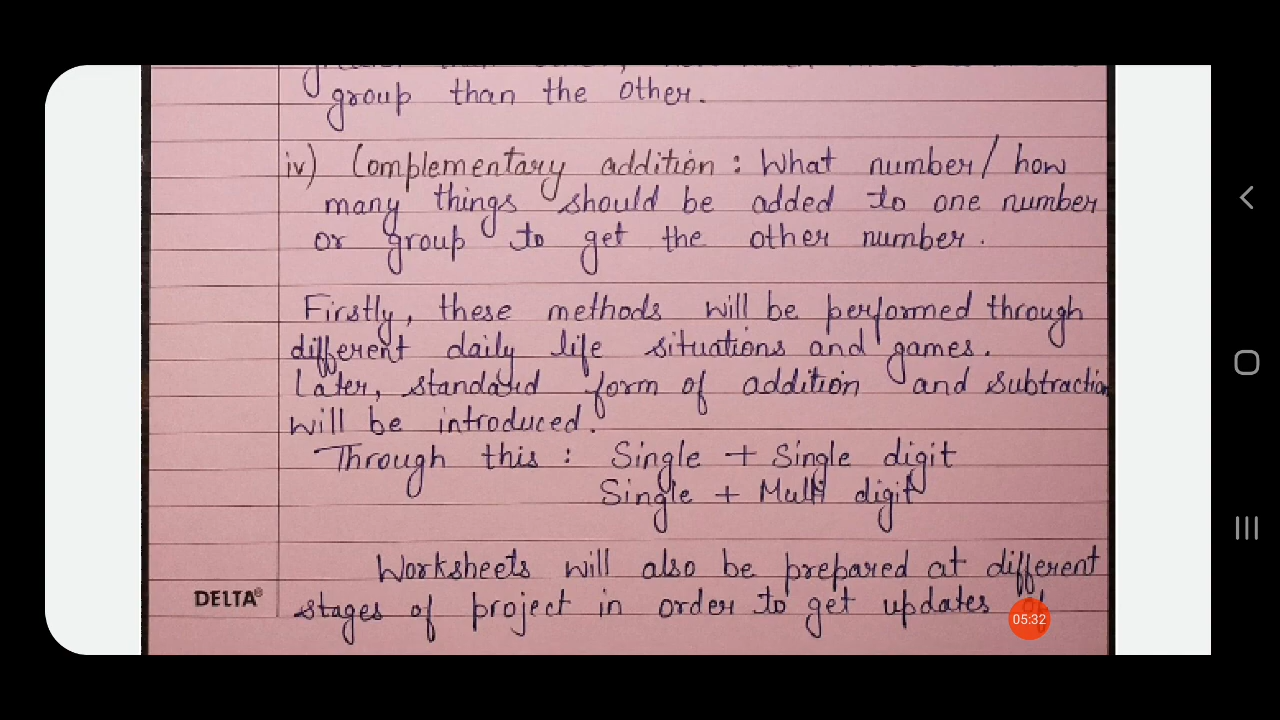 group than the other.
iv) Complementary addition : What number/ how
many things should be added to one number
or group to get the other number.
Firstly, these methods will be performed through
different daily life situations and games.
Later, standard form of addition and subtraction
will be introduced.
Through this : Single + Single digit
Single + Multi digit
Worksheets will also be prepared at different
DELTA®
stages of project in order to get updates of
05:32